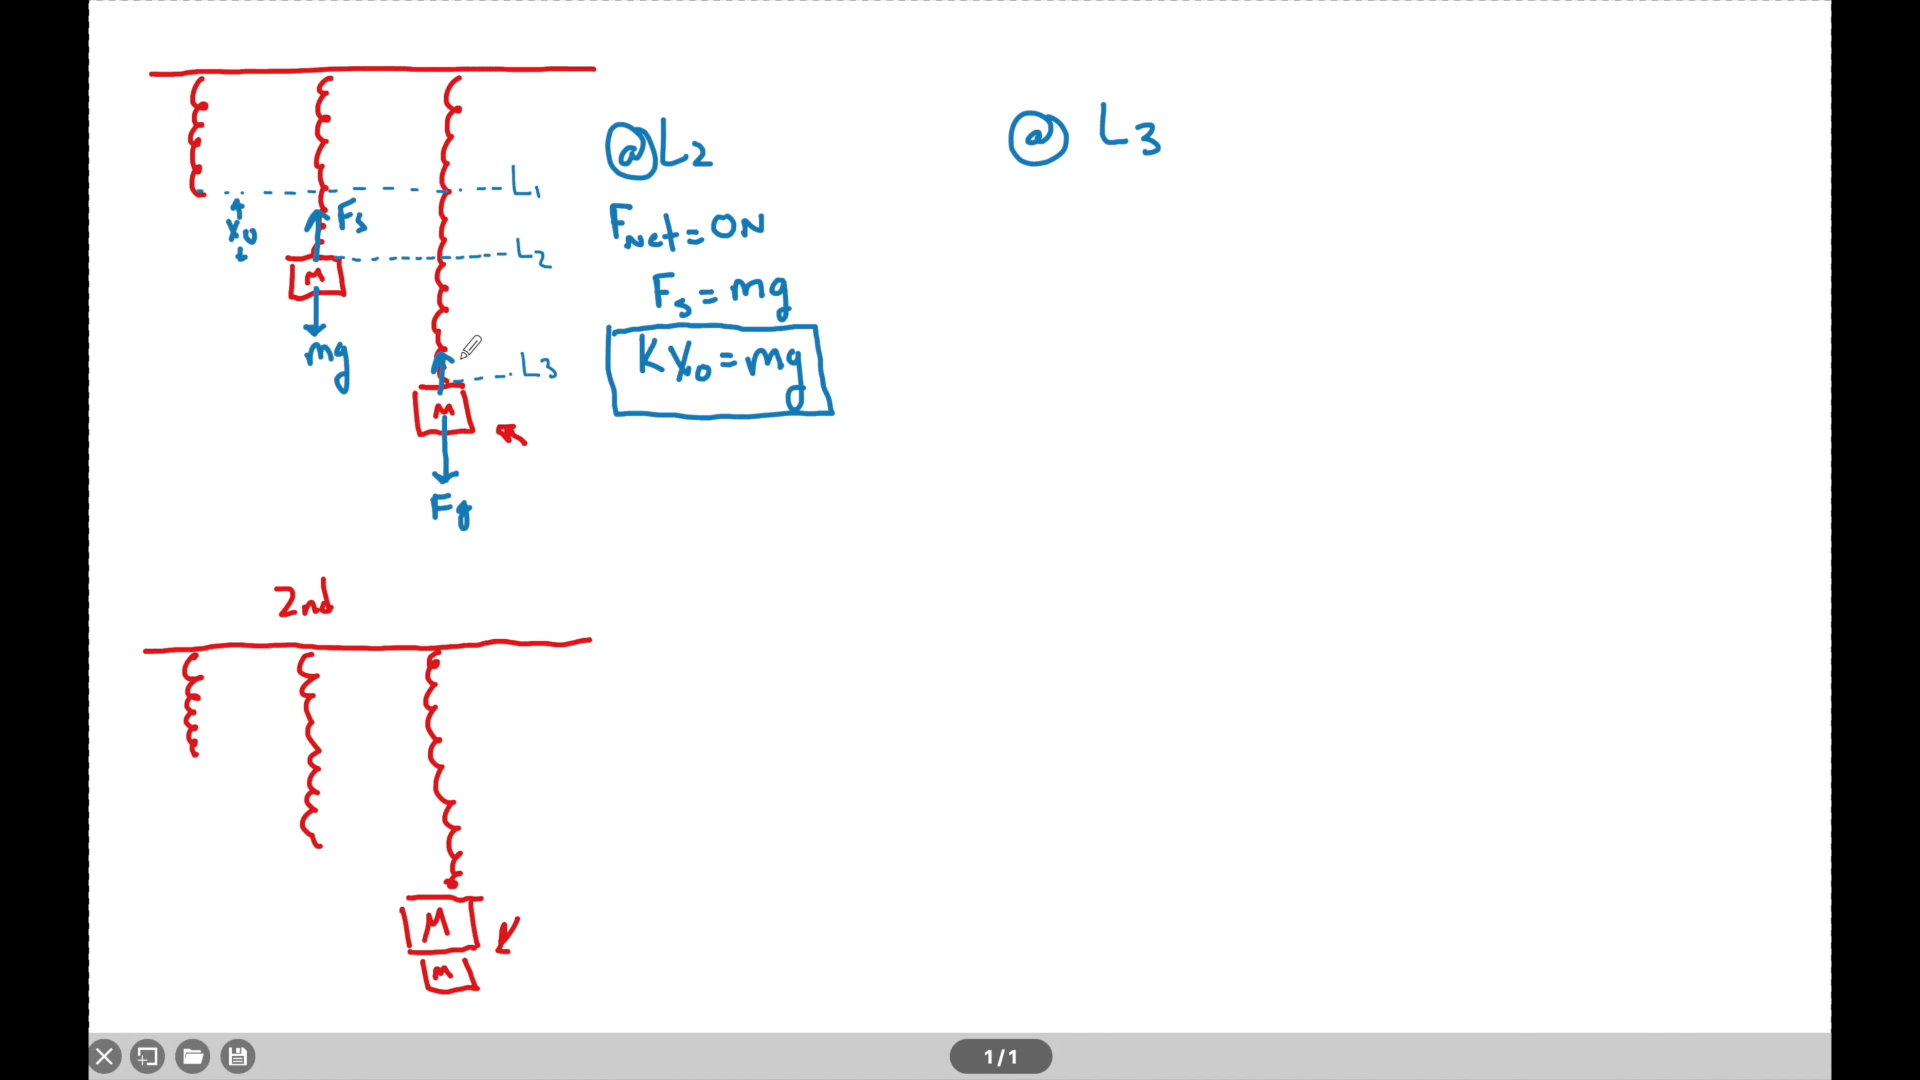 L1
x0
Fs
L2
M
mg
L3
M
Fg
@L2
FNet = 0N
Fs = mg
Kx0 = mg
@ L3
2nd
M
m
1/1